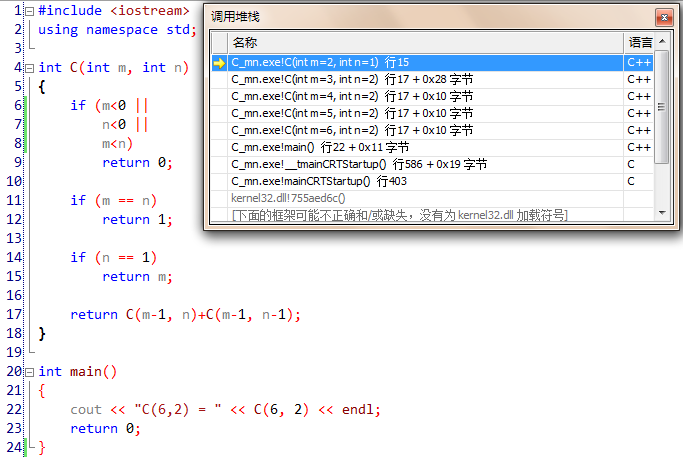 1 #include <iostream>
2 using namespace std;
3
4 int C(int m, int n)
5 {
6 if (m<0 ||
7 n<0 ||
8 m<n)
9 return 0;
10
11 if (m == n)
12 return 1;
13
14 if (n == 1)
15 return m;
16
17 return C(m-1, n)+C(m-1, n-1);
18 }
19
20 int main()
21 {
22 cout << "C(6,2) = " << C(6, 2) << endl;
23 return 0;
24 }
调用堆栈
名称 语言
C_mn.exe!C(int m=2, int n=1) 行15 C++
C_mn.exe!C(int m=3, int n=2) 行17 + 0x28 字节 C++
C_mn.exe!C(int m=4, int n=2) 行17 + 0x10 字节 C++
C_mn.exe!C(int m=5, int n=2) 行17 + 0x10 字节 C++
C_mn.exe!C(int m=6, int n=2) 行17 + 0x10 字节 C++
C_mn.exe!main() 行22 + 0x11 字节 C++
C_mn.exe!__tmainCRTStartup() 行586 + 0x19 字节 C
C_mn.exe!mainCRTStartup() 行403 C
kernel32.dll!755aed6c()
[下面的框架可能不正确和/或缺失，没有为 kernel32.dll 加载符号]